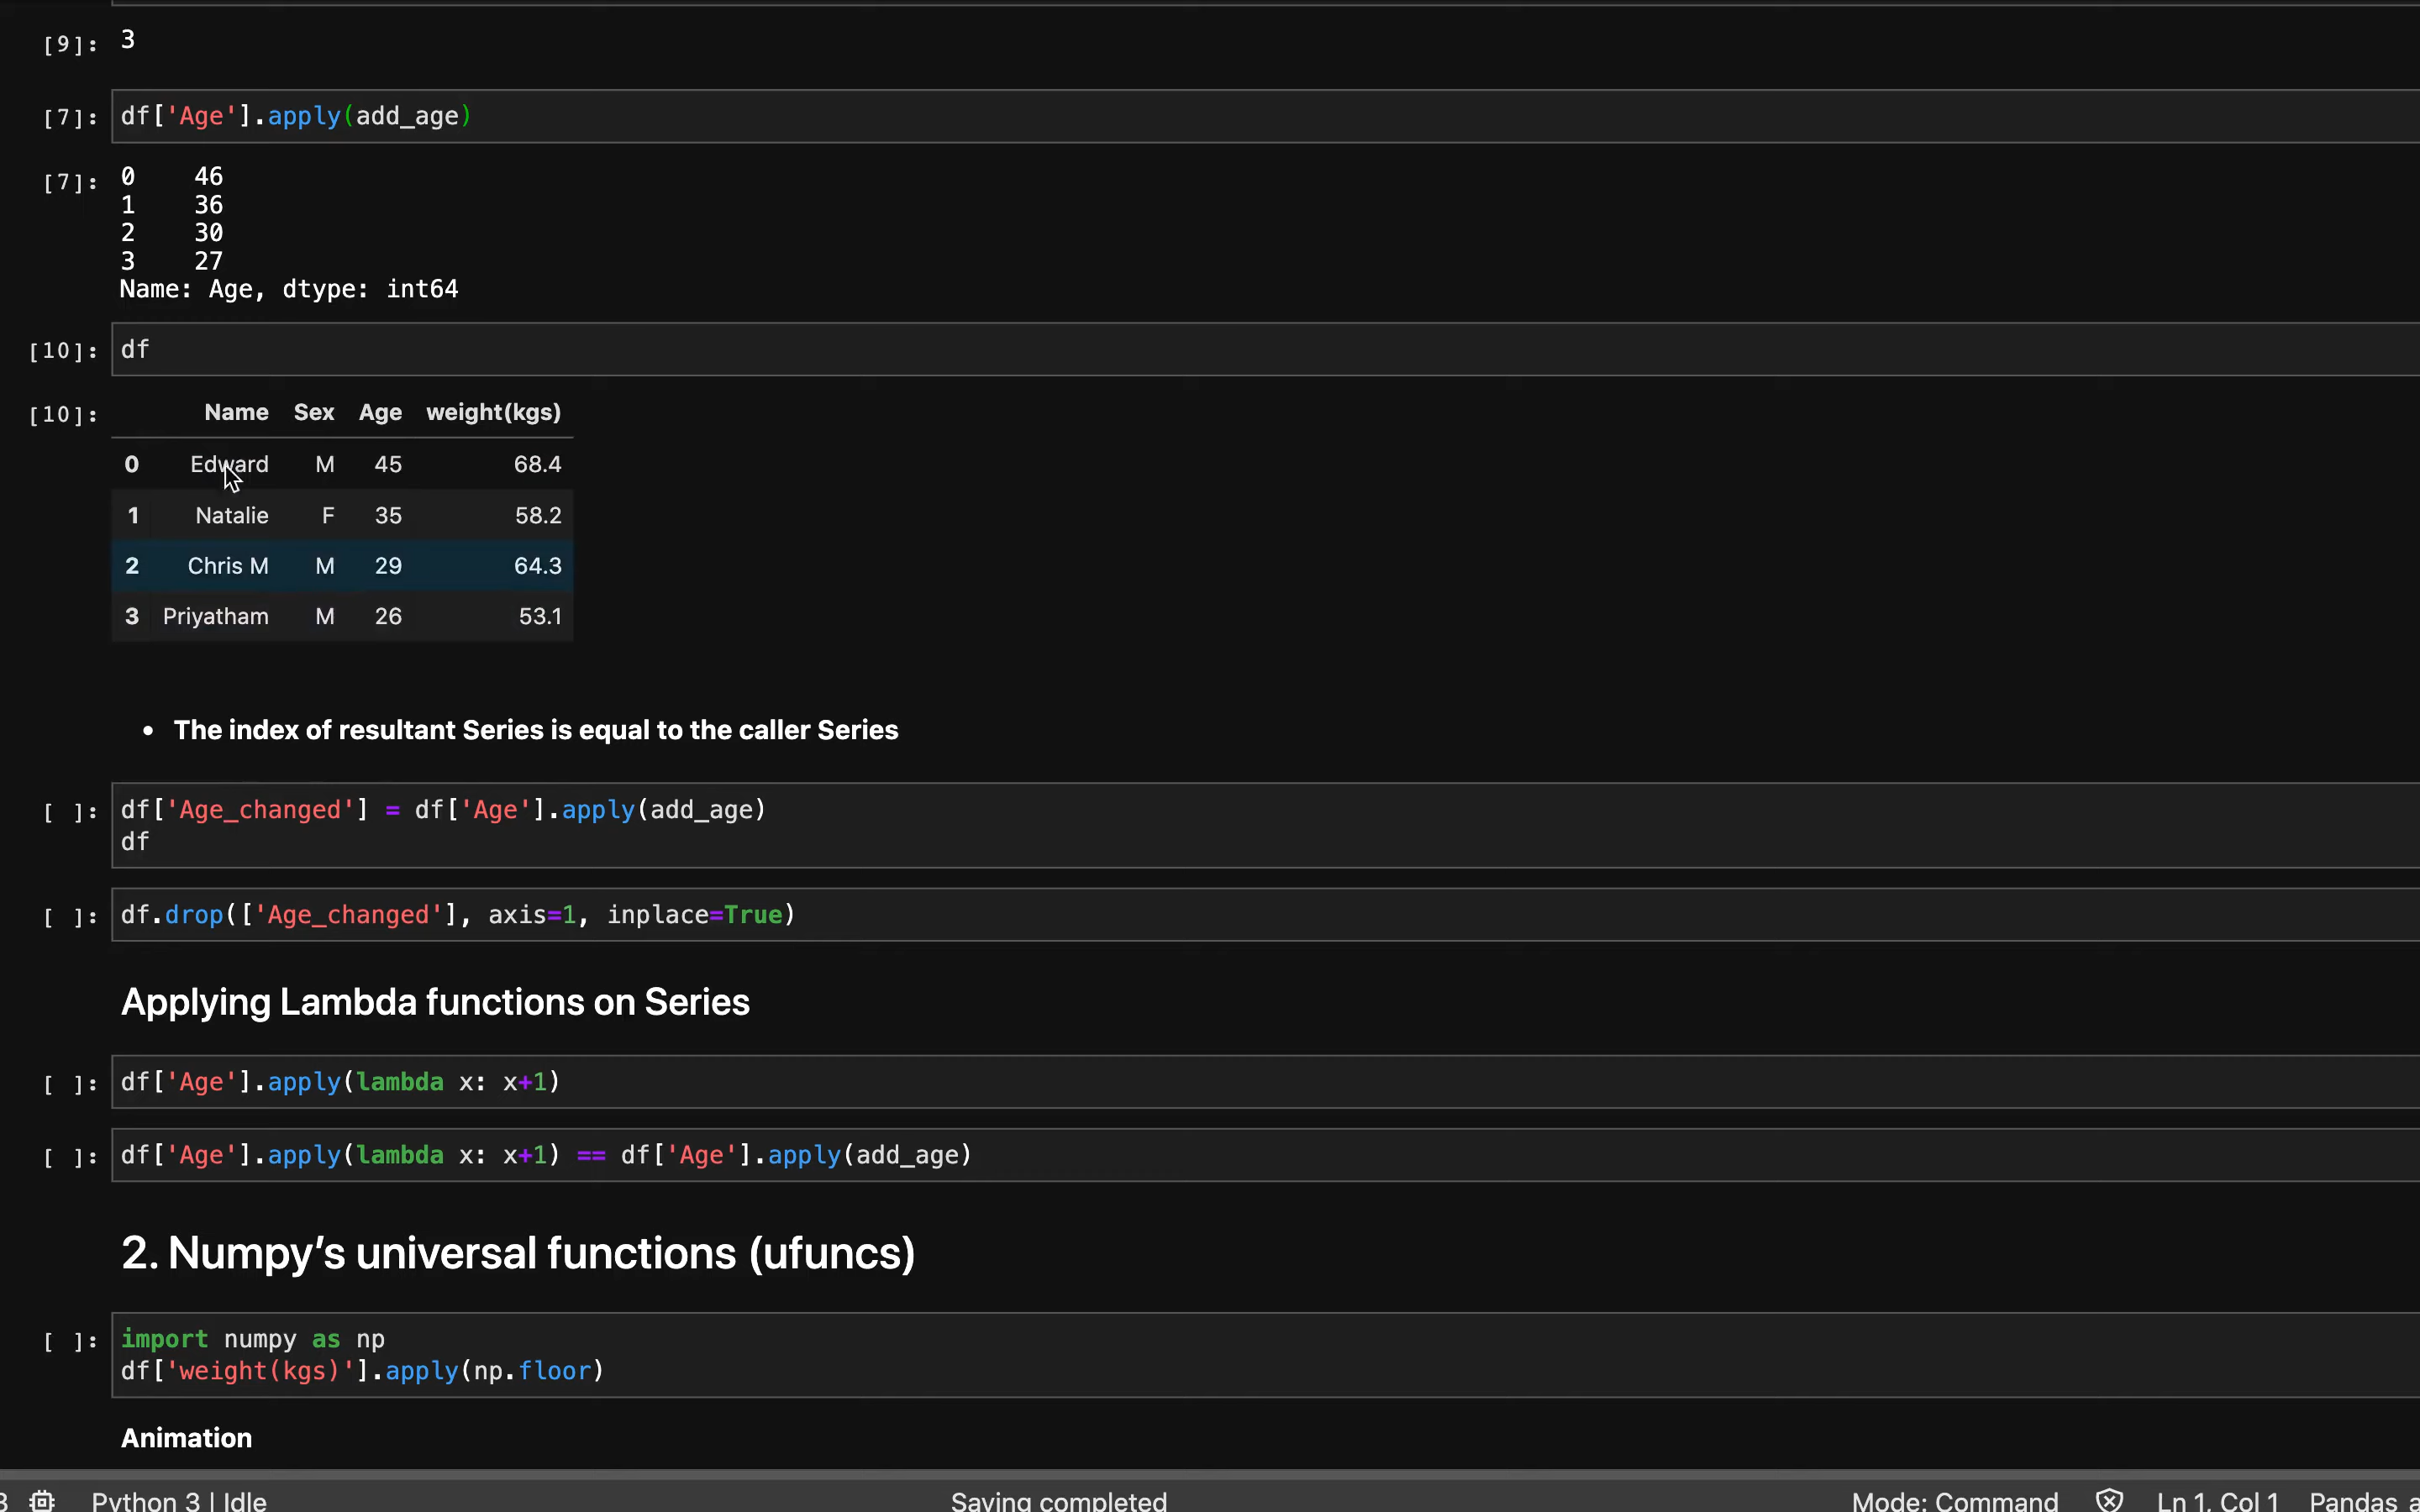 [9]: 3
[7]: df['Age'].apply(add_age)
[7]: 0 46
1 36
2 30
3 27
Name: Age, dtype: int64
[10]: df
[10]: Name Sex Age weight(kgs)
0 Edward M 45 68.4
1 Natalie F 35 58.2
2 Chris M M 29 64.3
3 Priyatham M 26 53.1
• The index of resultant Series is equal to the caller Series
[ ]: df['Age_changed'] = df['Age'].apply(add_age)
df
[ ]: df.drop(['Age_changed'], axis=1, inplace=True)
Applying Lambda functions on Series
[ ]: df['Age'].apply(lambda x: x+1)
[ ]: df['Age'].apply(lambda x: x+1) == df['Age'].apply(add_age)
2. Numpy’s universal functions (ufuncs)
[ ]: import numpy as np
df['weight(kgs)'].apply(np.floor)
Animation
3 Python 3 | Idle Saving completed Mode: Command Ln 1, Col 1 Pandas a